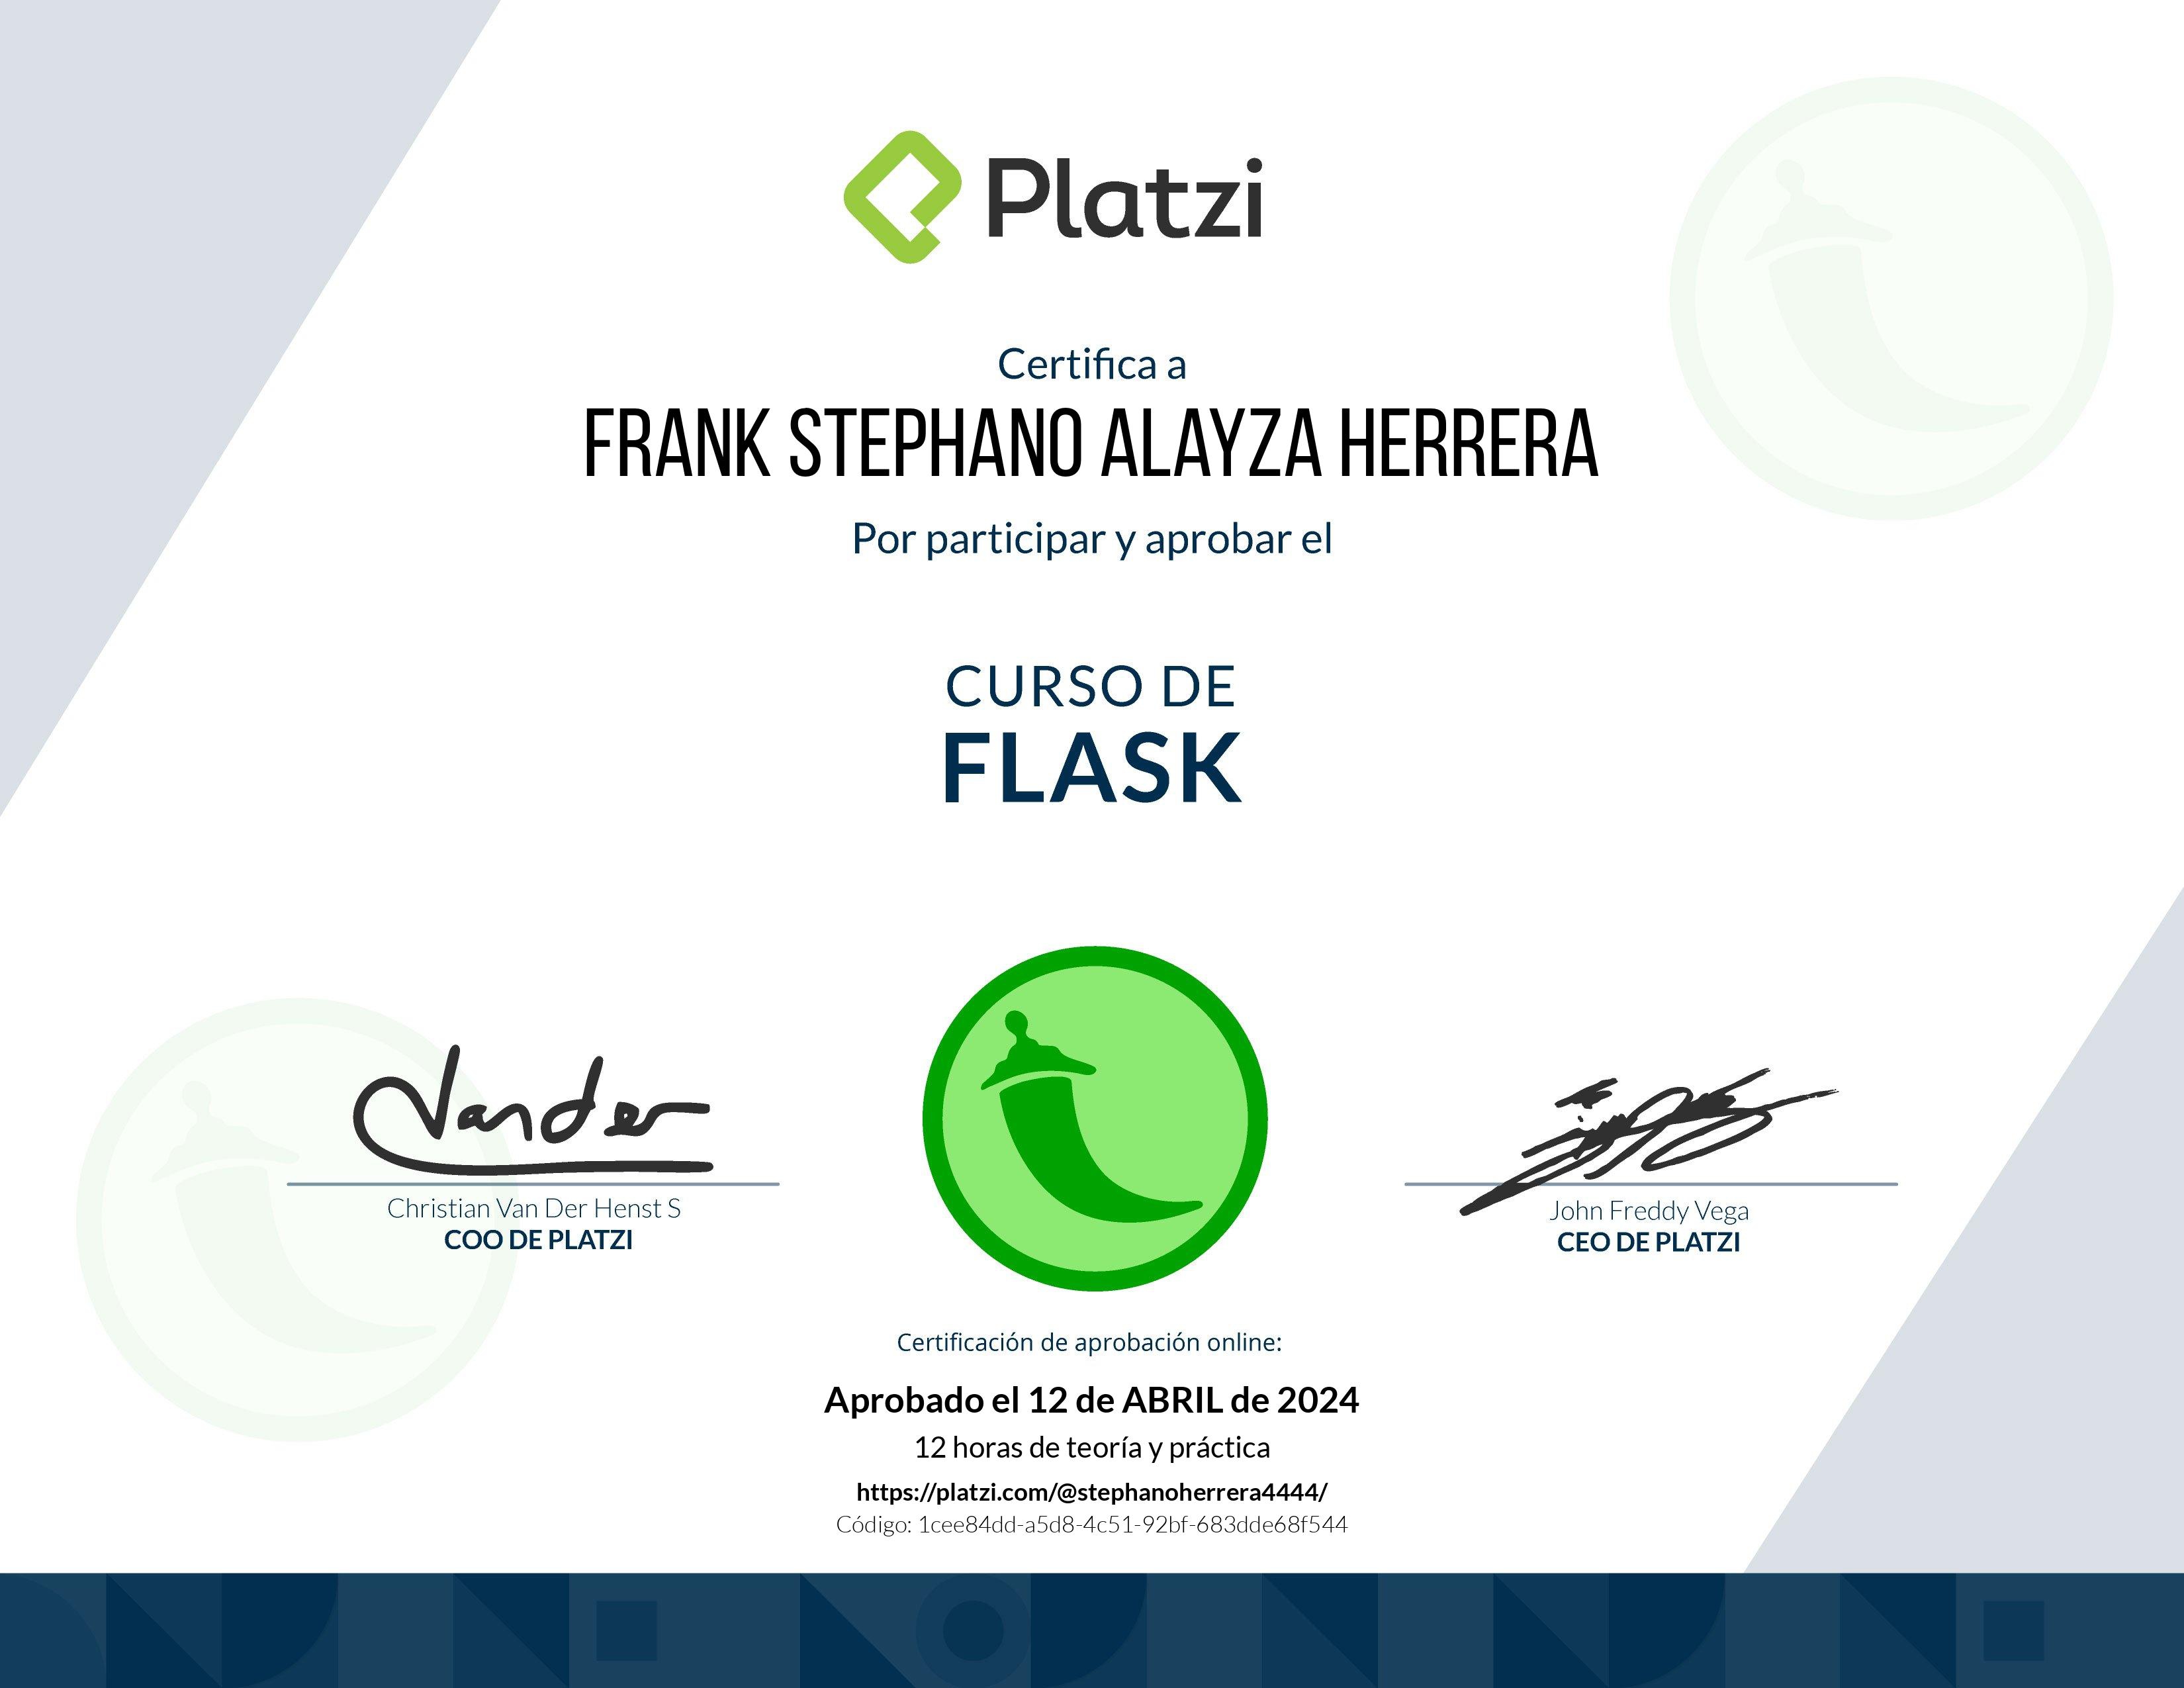 Platzi
Certifica a
FRANK STEPHANO ALAYZA HERRERA
Por participar y aprobar el
CURSO DE
FLASK
Vander
Christian Van Der Henst S
COO DE PLATZI
John Freddy Vega
CEO DE PLATZI
Certificación de aprobación online:
Aprobado el 12 de ABRIL de 2024
12 horas de teoría y práctica
https://platzi.com/@stephanoherrera4444/
Código: 1cee84dd-a5d8-4c51-92bf-683dde68f544